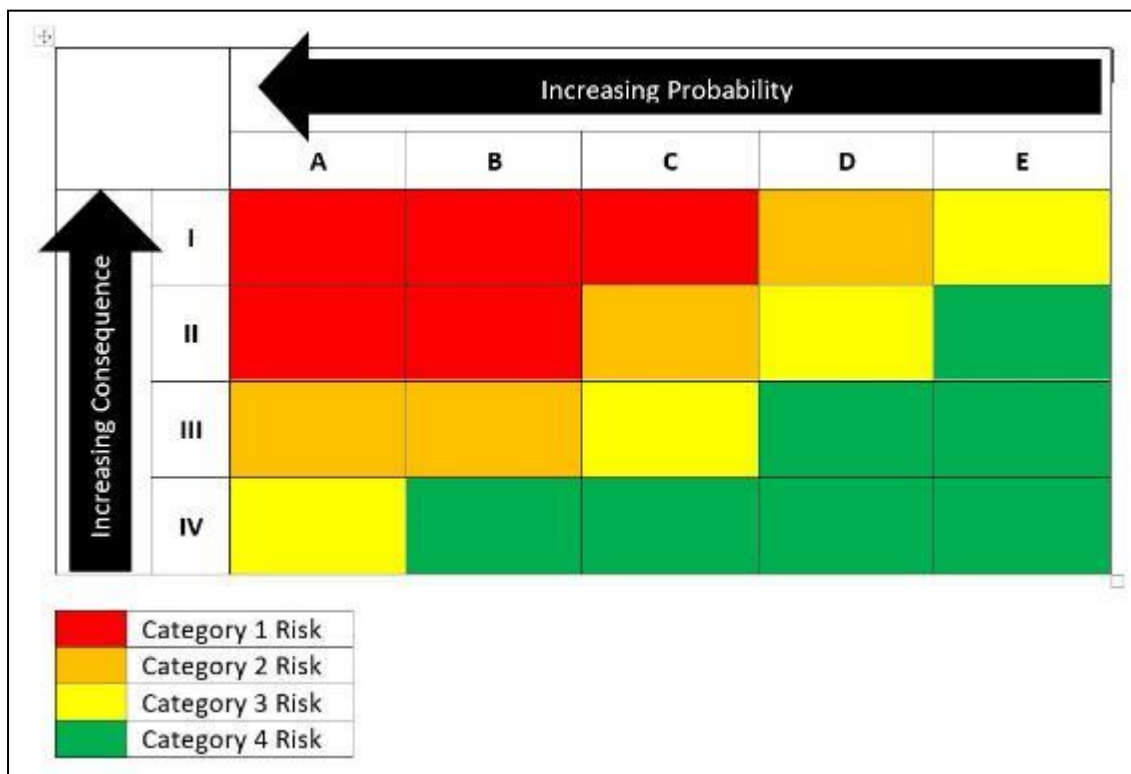 Increasing Probability
A B C D E
Increasing Consequence
I
II
III
IV
Category 1 Risk
Category 2 Risk
Category 3 Risk
Category 4 Risk